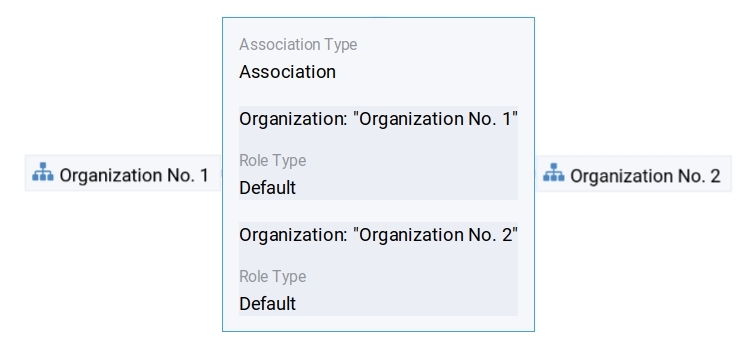 Association Type
Association
Organization: "Organization No. 1"
Role Type
Default
Organization No. 1
Organization No. 2
Organization: "Organization No. 2"
Role Type
Default